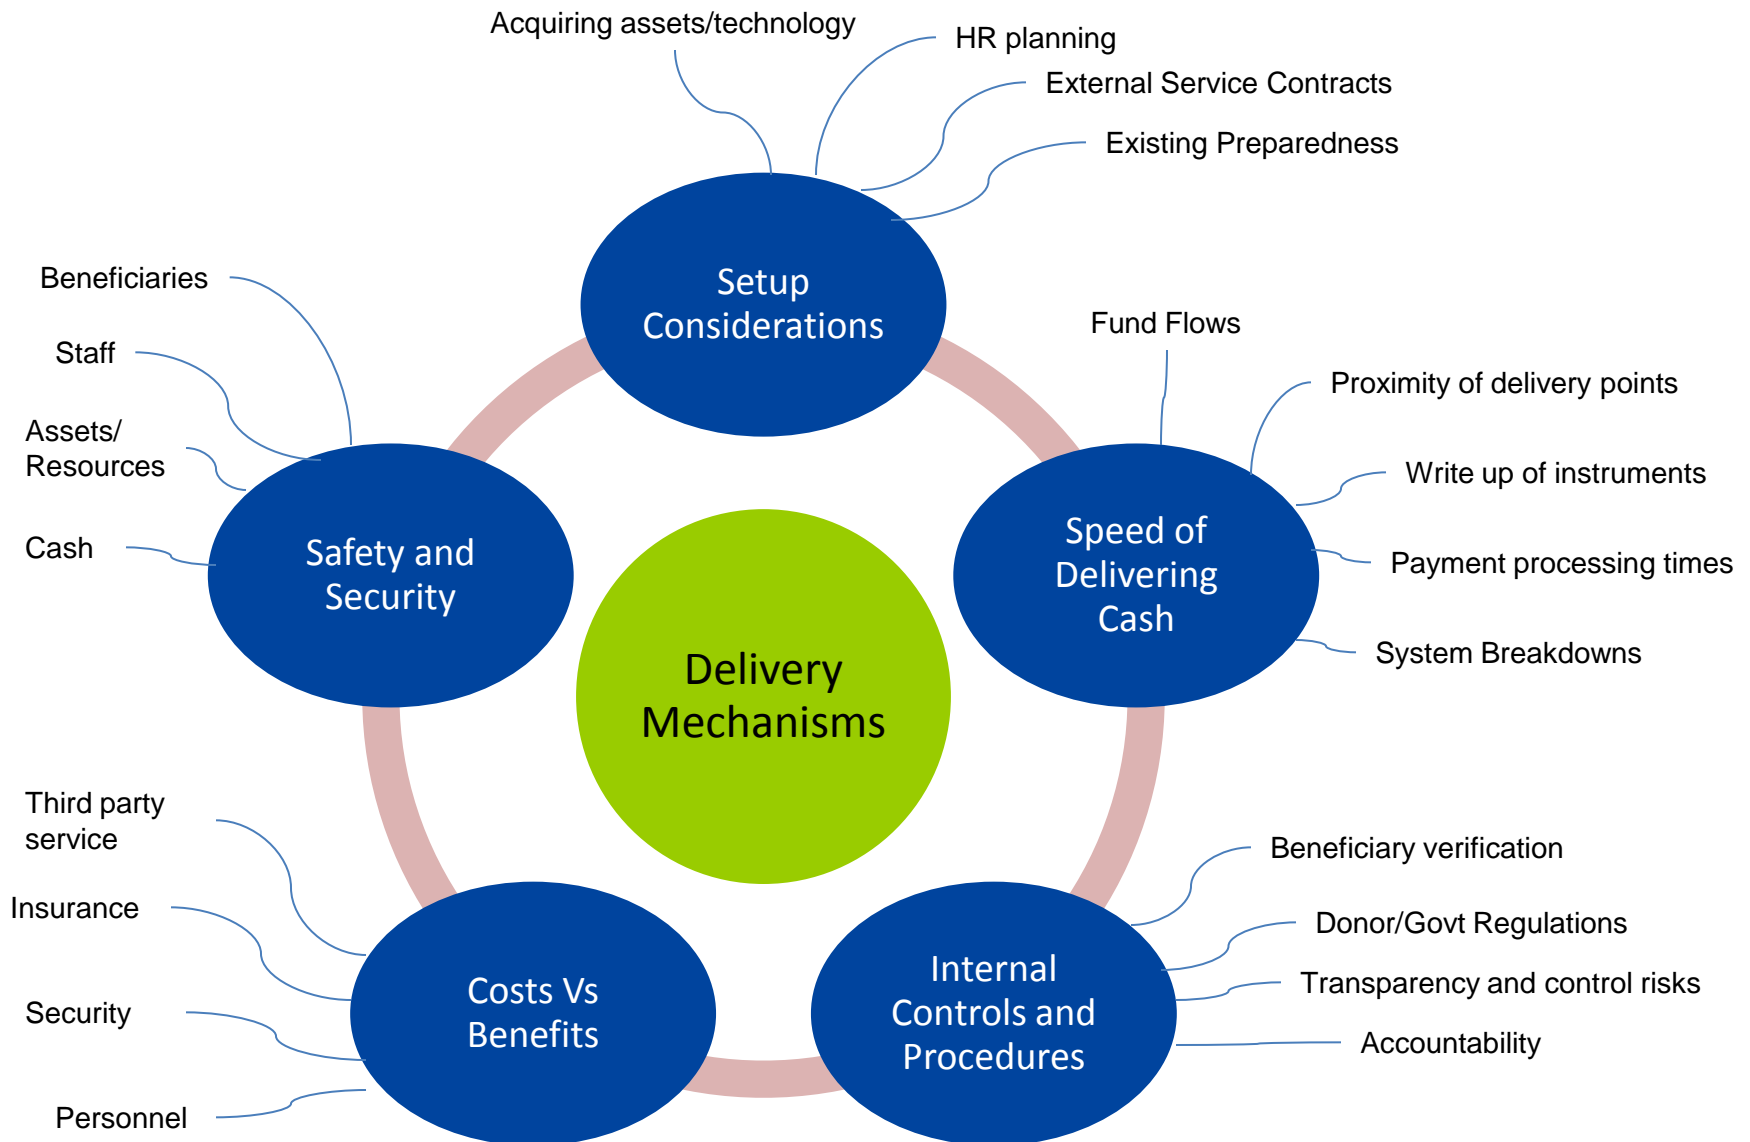 Acquiring assets/technology
HR planning
External Service Contracts
Existing Preparedness
Setup
Considerations
Beneficiaries
Staff
Assets/
Resources
Cash
Safety and
Security
Fund Flows
Proximity of delivery points
Write up of instruments
Payment processing times
System Breakdowns
Speed of
Delivering
Cash
Delivery
Mechanisms
Third party
service
Insurance
Security
Personnel
Costs Vs
Benefits
Beneficiary verification
Donor/Govt Regulations
Transparency and control risks
Accountability
Internal
Controls and
Procedures